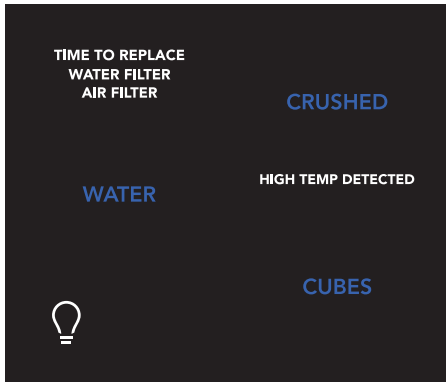 TIME TO REPLACE
WATER FILTER
AIR FILTER
CRUSHED
HIGH TEMP DETECTED
WATER
CUBES